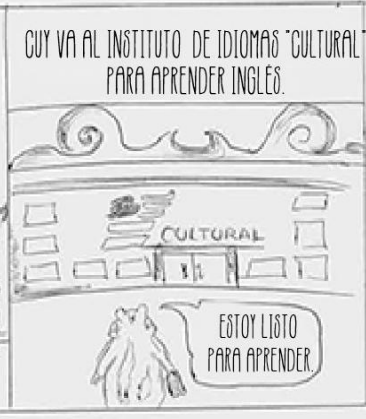 CUY VA AL INSTITUTO DE IDIOMAS "CULTURAL"
PARA APRENDER INGLÉS.
CULTURAL
ESTOY LISTO
PARA APRENDER.